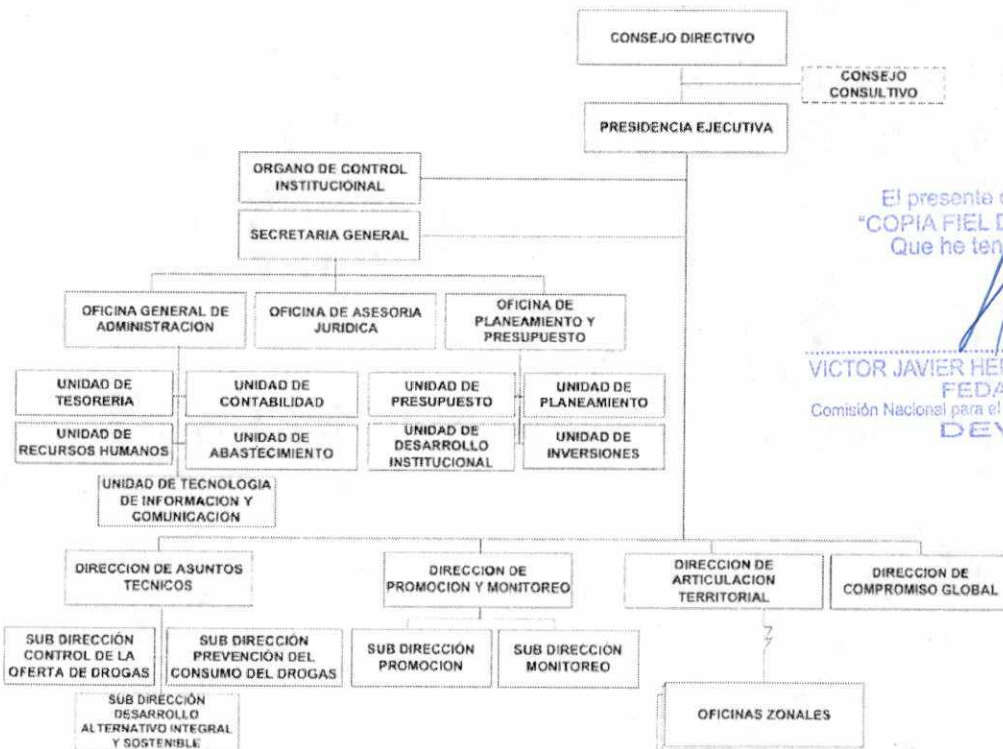 CONSEJO DIRECTIVO
CONSEJO
CONSULTIVO
PRESIDENCIA EJECUTIVA
ORGANO DE CONTROL
INSTITUCIOINAL
SECRETARIA GENERAL
El presente
"COPIA FIEL D
Que he ten
OFICINA GENERAL DE
ADMINISTRACION
OFICINA DE ASESORIA
JURIDICA
OFICINA DE
PLANEAMIENTO Y
PRESUPUESTO
VICTOR JAVIER HE
FEDA
Comisión Nacional para el
DEV
UNIDAD DE
TESORERIA
UNIDAD DE
CONTABILIDAD
UNIDAD DE
PRESUPUESTO
UNIDAD DE
PLANEAMIENTO
UNIDAD DE
RECURSOS HUMANOS
UNIDAD DE
ABASTECIMIENTO
UNIDAD DE
DESARROLLO
INSTITUCIONAL
UNIDAD DE
INVERSIONES
UNIDAD DE TECNOLOGIA
DE INFORMACION Y
COMUNICACION
DIRECCION DE ASUNTOS
TECNICOS
DIRECCION DE
PROMOCION Y MONITOREO
DIRECCION DE
ARTICULACION
TERRITORIAL
DIRECCION DE
COMPROMISO GLOBAL
SUB DIRECCIÓN
CONTROL DE LA
OFERTA DE DROGAS
SUB DIRECCIÓN
PREVENCIÓN DEL
CONSUMO DEL DROGAS
SUB DIRECCIÓN
PROMOCION
SUB DIRECCIÓN
MONITOREO
SUB DIRECCIÓN
DESARROLLO
ALTERNATIVO INTEGRAL
Y SOSTENIBLE
OFICINAS ZONALES